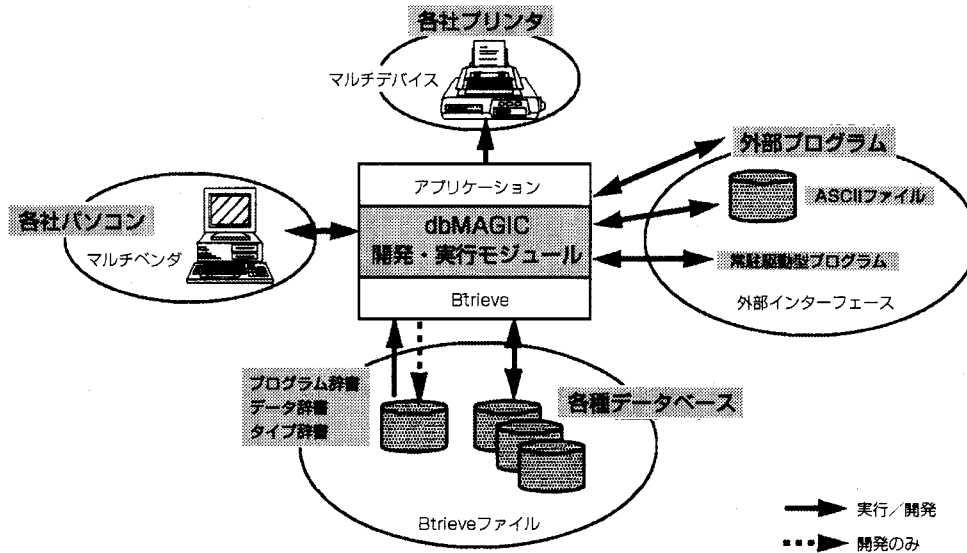 各社プリンタ
マルチデバイス
外部プログラム
アプリケーション
ASCIIファイル
各社パソコン
dbMAGIC
開発・実行モジュール
マルチベンダ
常駐駆動型プログラム
Btrieve
外部インターフェース
プログラム辞書
データ辞書
タイプ辞書
各種データベース
Btrieveファイル
実行／開発
開発のみ